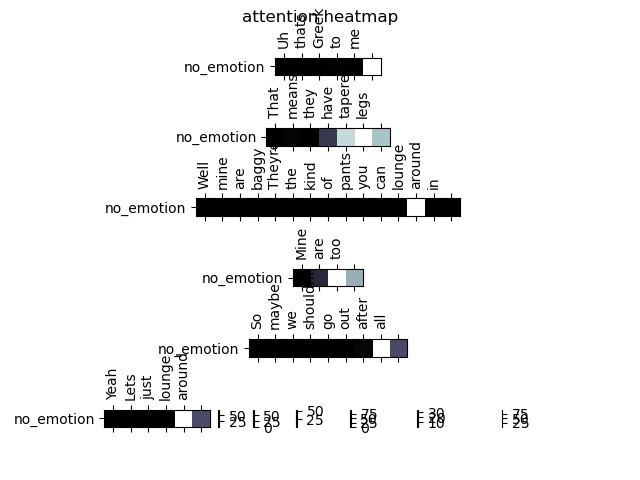 attention heatmap
Uh thats Greek to me
no_emotion
That means they have tapere legs
no_emotion
Well mine are baggy Theyre the kind of pants you can lounge around in
no_emotion
Mine are too
no_emotion
So maybe we should go out after all
no_emotion
Yeah Lets just lounge around
no_emotion
50 50 50 75 30 75
25 25 25 50 20 50
0 25 10 25
0